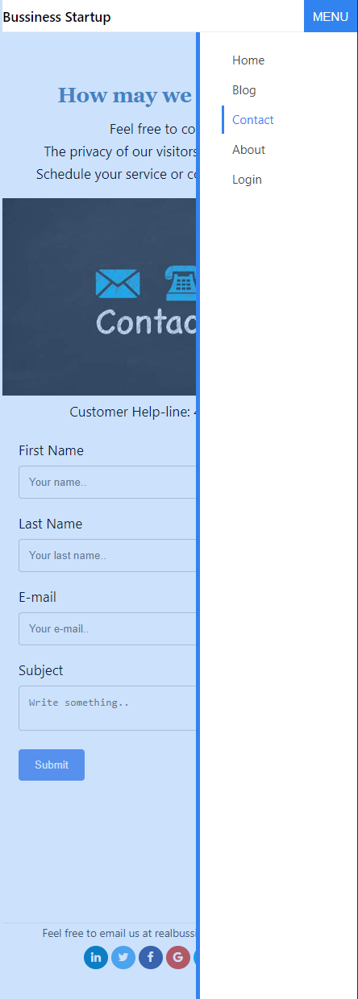 Bussiness Startup
MENU
Home
Blog
Contact
About
Login
How may we
Feel free to co
The privacy of our visitors
Schedule your service or co
Contac
Customer Help-line:
First Name
Your name..
Last Name
Your last name..
E-mail
Your e-mail..
Subject
Write something..
Submit
Feel free to email us at realbussi
in
f
G